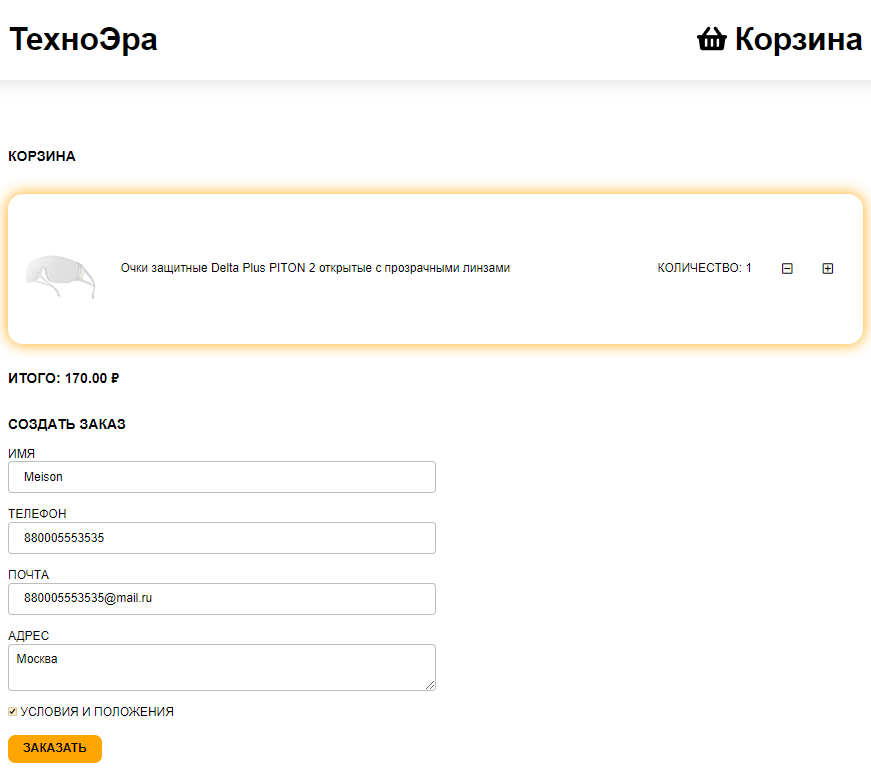 ТехноЭра
Корзина
КОРЗИНА
Очки защитные Delta Plus PITON 2 открытые с прозрачными линзами
КОЛИЧЕСТВО: 1
ИТОГО: 170.00 ₽
СОЗДАТЬ ЗАКАЗ
ИМЯ
Meison
ТЕЛЕФОН
880005553535
ПОЧТА
880005553535@mail.ru
АДРЕС
Москва
УСЛОВИЯ И ПОЛОЖЕНИЯ
ЗАКАЗАТЬ